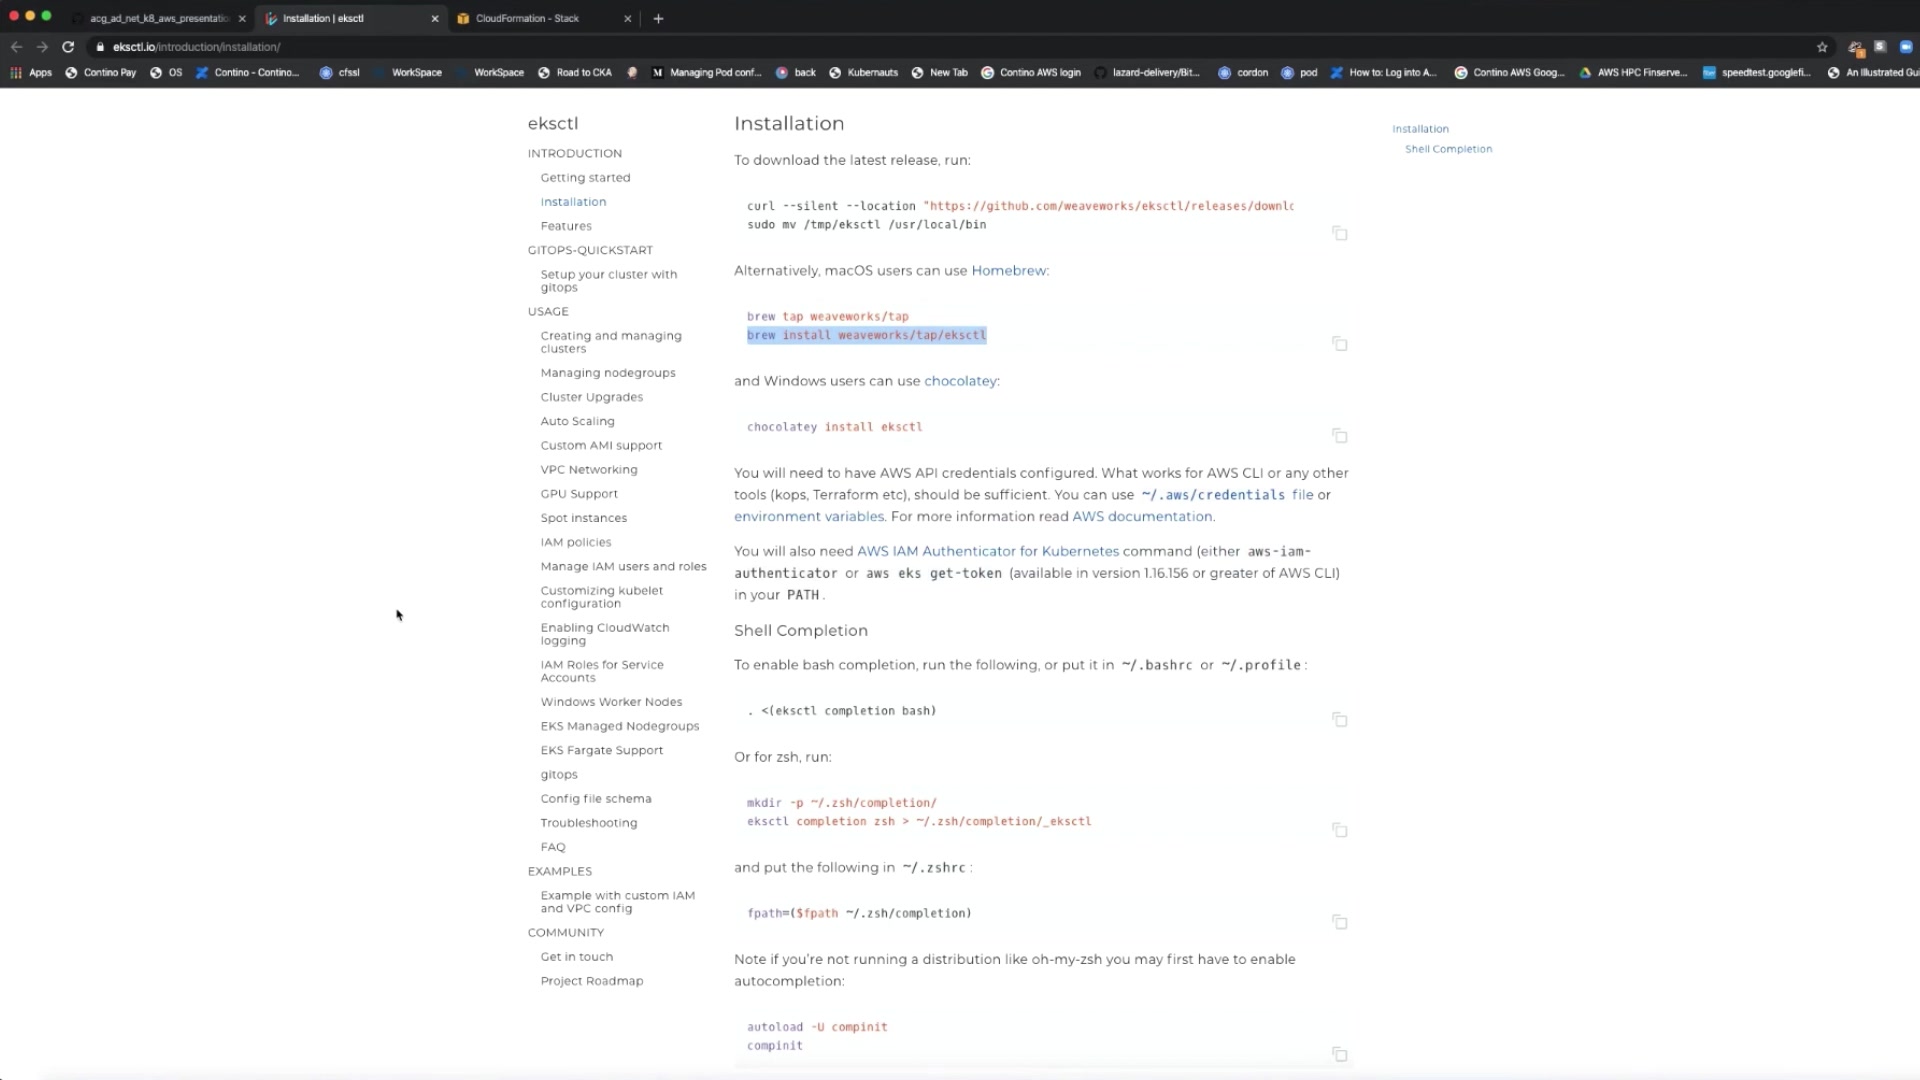 acg_ad_net_k8_aws_presentatio
Installation | eksctl
CloudFormation - Stack
eksctl.io/introduction/installation/
Apps
Contino Pay
OS
Contino - Contino...
cfssl
WorkSpace
WorkSpace
Road to CKA
Managing Pod conf...
back
Kubernauts
New Tab
Contino AWS login
lazard-delivery/Bit...
cordon
pod
How to: Log into A...
Contino AWS Goog...
AWS HPC Finserve...
speedtest.googlefi...
An Illustrated Gui
eksctl
INTRODUCTION
Getting started
Installation
Features
GITOPS-QUICKSTART
Setup your cluster with
gitops
USAGE
Creating and managing
clusters
Managing nodegroups
Cluster Upgrades
Auto Scaling
Custom AMI support
VPC Networking
GPU Support
Spot instances
IAM policies
Manage IAM users and roles
Customizing kubelet
configuration
Enabling CloudWatch
logging
IAM Roles for Service
Accounts
Windows Worker Nodes
EKS Managed Nodegroups
EKS Fargate Support
gitops
Config file schema
Troubleshooting
FAQ
EXAMPLES
Example with custom IAM
and VPC config
COMMUNITY
Get in touch
Project Roadmap
Installation
To download the latest release, run:
curl --silent --location "https://github.com/weaveworks/eksctl/releases/downlc
sudo mv /tmp/eksctl /usr/local/bin
Alternatively, macOS users can use Homebrew:
brew tap weaveworks/tap
brew install weaveworks/tap/eksctl
and Windows users can use chocolatey:
chocolatey install eksctl
You will need to have AWS API credentials configured. What works for AWS CLI or any other
tools (kops, Terraform etc), should be sufficient. You can use ~/.aws/credentials file or
environment variables. For more information read AWS documentation.
You will also need AWS IAM Authenticator for Kubernetes command (either aws-iam-
authenticator or aws eks get-token (available in version 1.16.156 or greater of AWS CLI)
in your PATH.
Shell Completion
To enable bash completion, run the following, or put it in ~/.bashrc or ~/.profile:
. <(eksctl completion bash)
Or for zsh, run:
mkdir -p ~/.zsh/completion/
eksctl completion zsh > ~/.zsh/completion/_eksctl
and put the following in ~/.zshrc:
fpath=($fpath ~/.zsh/completion)
Note if you're not running a distribution like oh-my-zsh you may first have to enable
autocompletion:
autoload -U compinit
compinit
Installation
Shell Completion